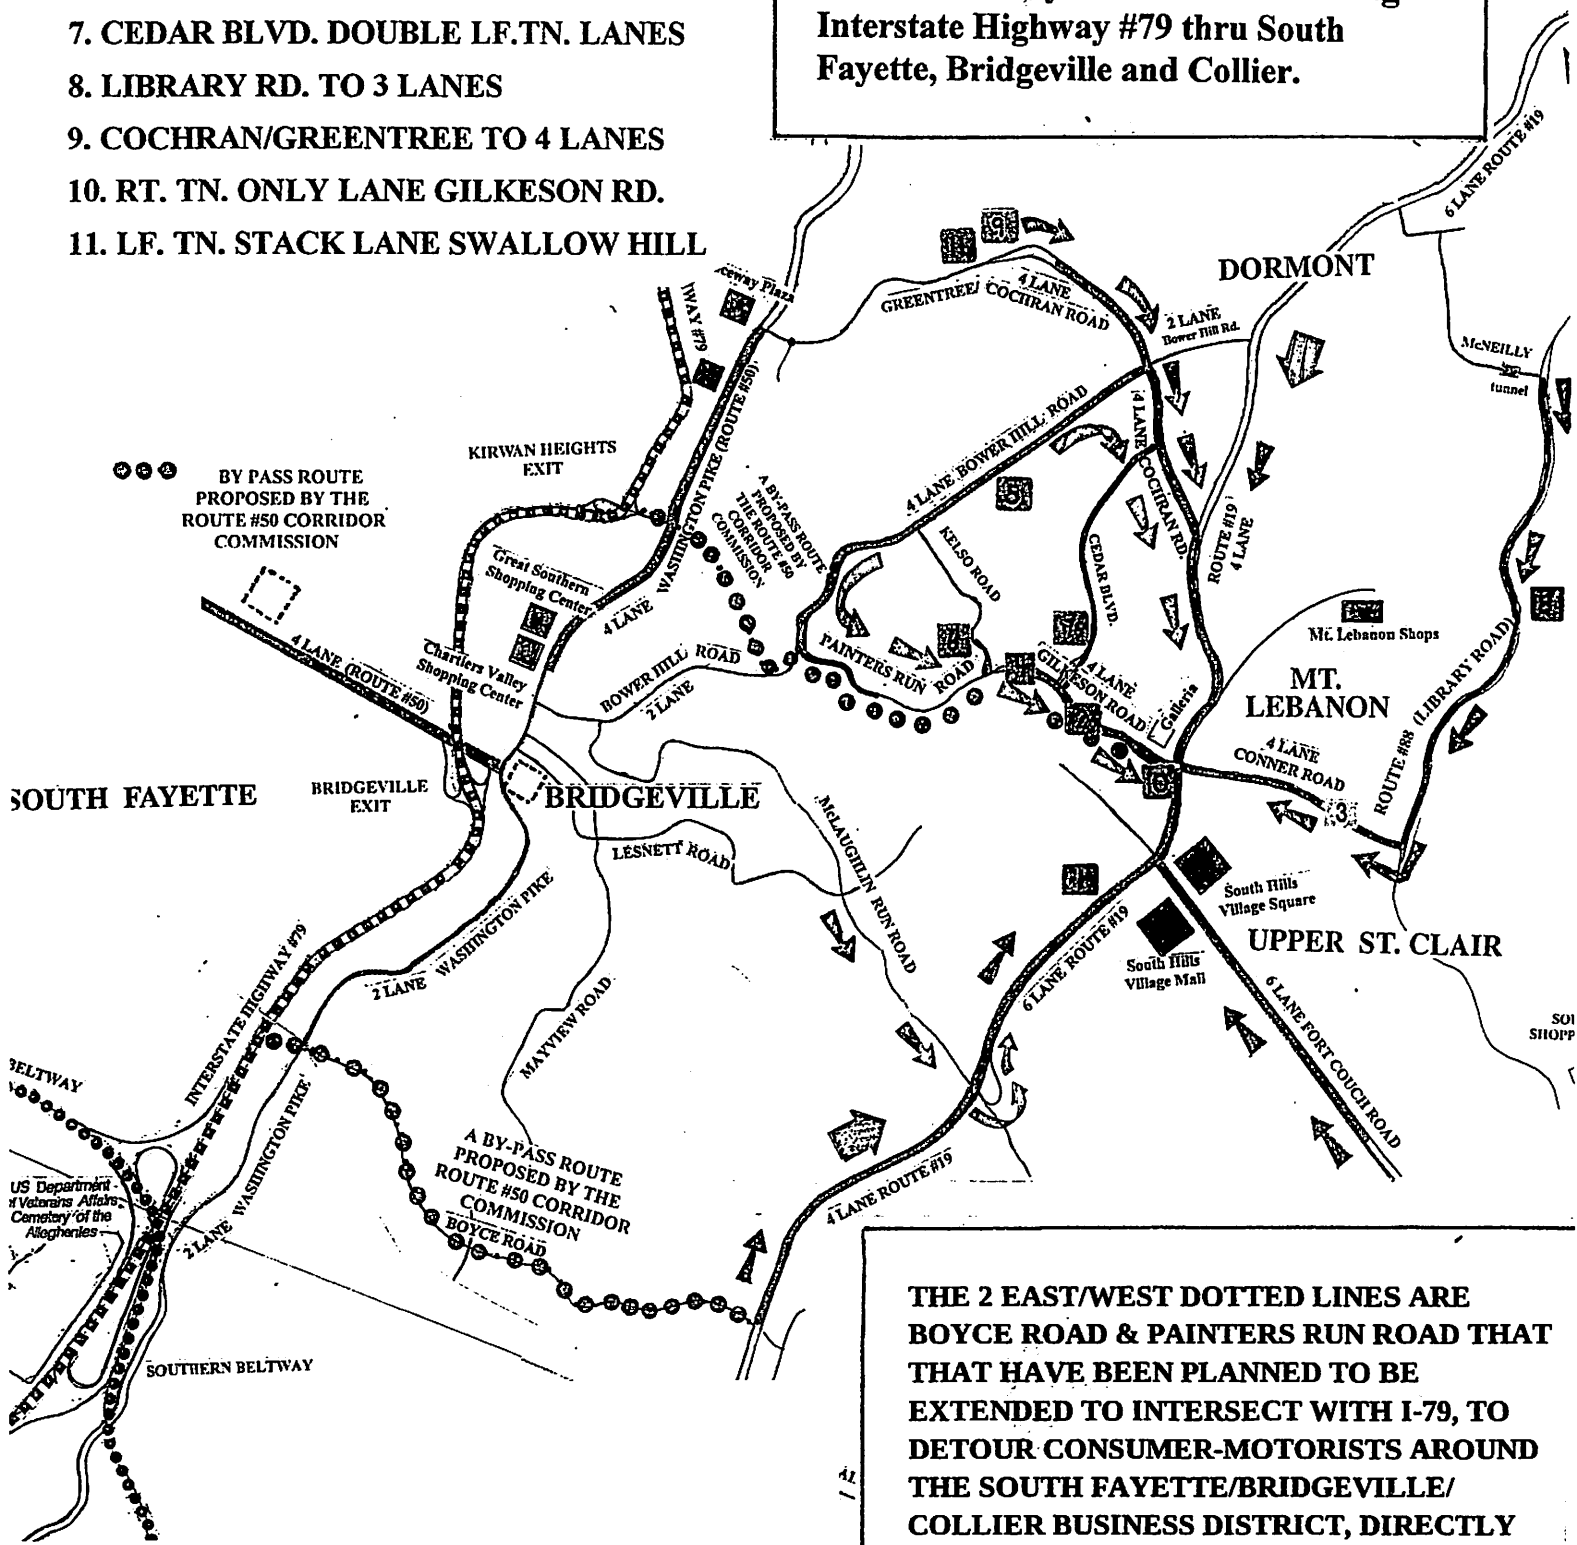 7. CEDAR BLVD. DOUBLE LF.TN. LANES
8. LIBRARY RD. TO 3 LANES
9. COCHRAN/GREENTREE TO 4 LANES
10. RT. TN. ONLY LANE GILKESON RD.
11. LF. TN. STACK LANE SWALLOW HILL
Interstate Highway #79 thru South
Fayette, Bridgeville and Collier.
6 LANE ROUTE #19
DORMONT
9
GREENTREE/ COCHRAN ROAD
4 LANE
2 LANE
Bower Hill Rd.
McNEILLY
tunnel
Plaza
WAY #79
WASHINGTON PIKE (ROUTE #50)
KIRWAN HEIGHTS
EXIT
4 LANE BOWER HILL ROAD
5
4 LANE COCHRAN RD.
ROUTE #19
4 LANE
BY PASS ROUTE
PROPOSED BY THE
ROUTE #50 CORRIDOR
COMMISSION
A BY-PASS ROUTE
PROPOSED BY
THE ROUTE #50
CORRIDOR
COMMISSION
KELSO ROAD
CEDAR BLVD.
Great Southern
Shopping Center
4 LANE
Chartiers Valley
Shopping Center
4 LANE (ROUTE #50)
BOWER HILL ROAD
2 LANE
PAINTERS RUN ROAD
4 LANE
GILKESON ROAD
Galleria
Mt. Lebanon Shops
MT.
LEBANON
ROUTE #88 (LIBRARY ROAD)
4 LANE
CONNER ROAD
3
SOUTH FAYETTE
BRIDGEVILLE
EXIT
BRIDGEVILLE
LESNETT ROAD
McLAUGHLIN RUN ROAD
South Hills
Village Square
UPPER ST. CLAIR
South Hills
Village Mall
6 LANE ROUTE #19
6 LANE FORT COUCH ROAD
INTERSTATE HIGHWAY #79
2 LANE WASHINGTON PIKE
MAYVIEW ROAD
SHOPP
BELTWAY
A BY-PASS ROUTE
PROPOSED BY THE
ROUTE #50 CORRIDOR
COMMISSION
BOYCE ROAD
4 LANE ROUTE #19
US Department
of Veterans Affairs
Cemetery of the
Alleghenies
2 LANE WASHINGTON PIKE
SOUTHERN BELTWAY
THE 2 EAST/WEST DOTTED LINES ARE
BOYCE ROAD & PAINTERS RUN ROAD THAT
THAT HAVE BEEN PLANNED TO BE
EXTENDED TO INTERSECT WITH I-79, TO
DETOUR CONSUMER-MOTORISTS AROUND
THE SOUTH FAYETTE/BRIDGEVILLE/
COLLIER BUSINESS DISTRICT, DIRECTLY